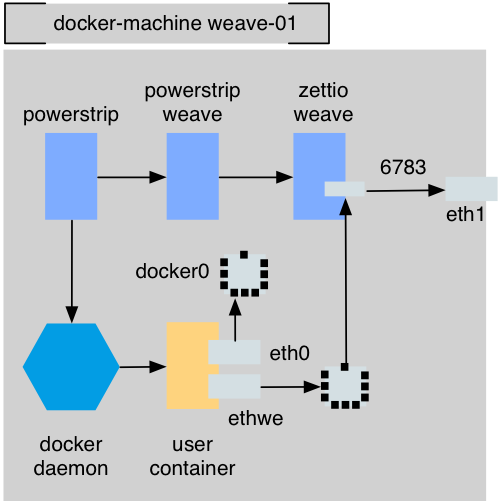 docker-machine weave-01
powerstrip
powerstrip
weave
zettio
weave
6783
eth1
docker0
eth0
ethwe
docker
daemon
user
container